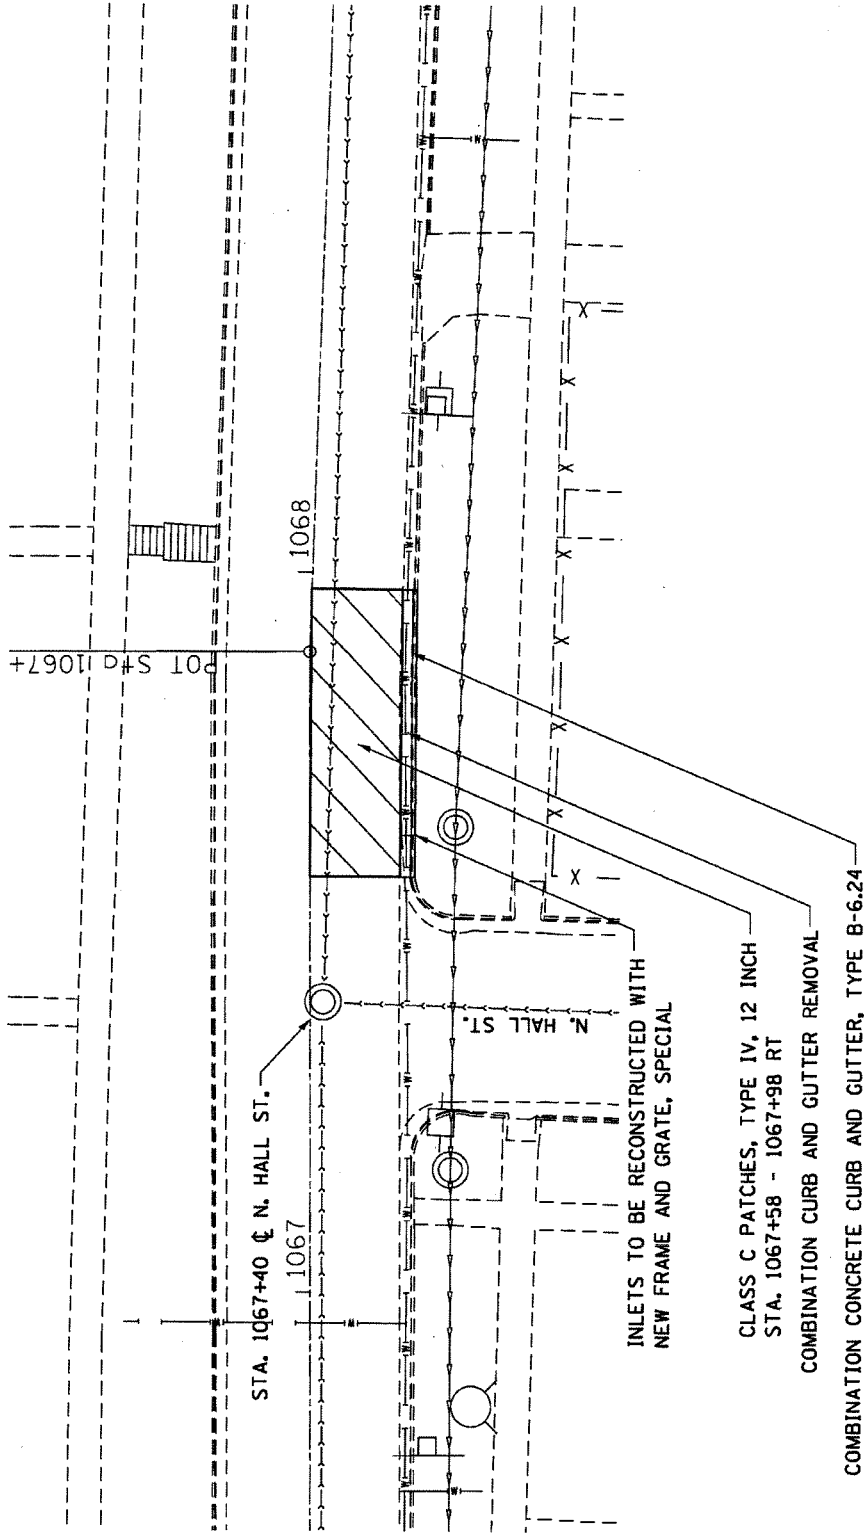 POT Sta 1067+
1068
STA. 1067+40 ℄ N. HALL ST.
1067
N. HALL ST.
INLETS TO BE RECONSTRUCTED WITH
NEW FRAME AND GRATE, SPECIAL
CLASS C PATCHES, TYPE IV, 12 INCH
STA. 1067+58 - 1067+98 RT
COMBINATION CURB AND GUTTER REMOVAL
COMBINATION CONCRETE CURB AND GUTTER, TYPE B-6.24
W
W
W
W
W
W
W
W
W
W
W
W
W
W
X
X
X
X
X
X
X
X